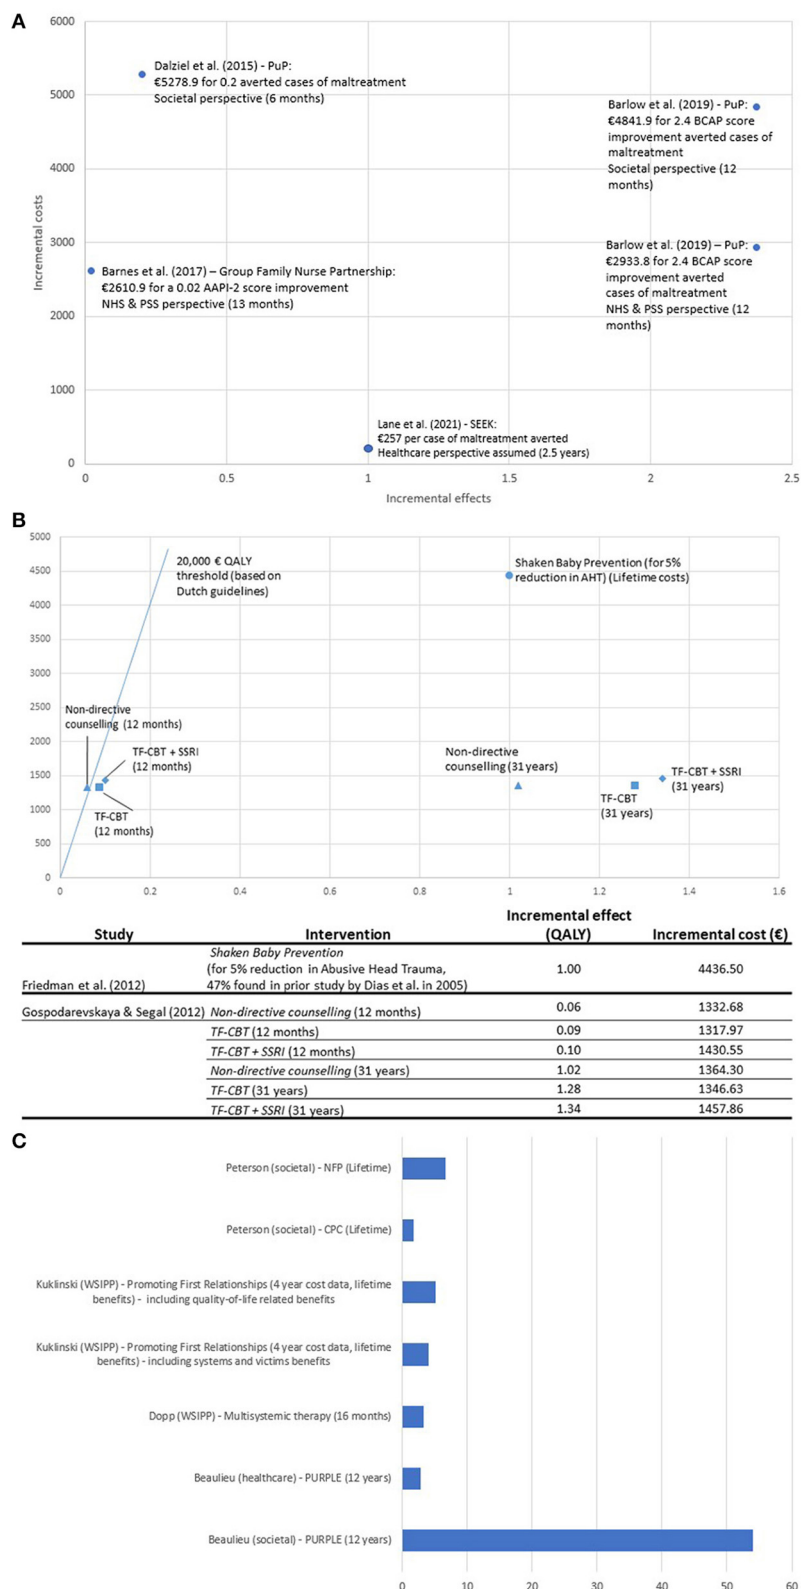 A
6000
5000
4000
3000
2000
1000
0
Incremental costs
Dalziel et al. (2015) - PuP:
€5278.9 for 0.2 averted cases of maltreatment
Societal perspective (6 months)
Barlow et al. (2019) - PuP:
€4841.9 for 2.4 BCAP score
improvement averted cases of
maltreatment
Societal perspective (12
months)
Barnes et al. (2017) – Group Family Nurse Partnership:
€2610.9 for a 0.02 AAPI-2 score improvement
NHS & PSS perspective (13 months)
Barlow et al. (2019) – PuP:
€2933.8 for 2.4 BCAP score
improvement averted
cases of maltreatment
NHS & PSS perspective (12
months)
Lane et al. (2021) - SEEK:
€257 per case of maltreatment averted
Healthcare perspective assumed (2.5 years)
0 0.5 1 1.5 2 2.5
Incremental effects
B
5000
4500
4000
3500
3000
2500
2000
1500
1000
500
0
20,000 € QALY
threshold (based on
Dutch guidelines)
Shaken Baby Prevention (for 5%
reduction in AHT) (Lifetime costs)
Non-directive
counselling (12 months)
TF-CBT + SSRI
(12 months)
TF-CBT
(12 months)
Non-directive
counselling (31 years)
TF-CBT
(31 years)
TF-CBT + SSRI
(31 years)
0 0.2 0.4 0.6 0.8 1 1.2 1.4 1.6
Study Intervention Incremental effect (QALY) Incremental cost (€)
Friedman et al. (2012) Shaken Baby Prevention
(for 5% reduction in Abusive Head Trauma,
47% found in prior study by Dias et al. in 2005) 1.00 4436.50
Gospodarevskaya & Segal (2012) Non-directive counselling (12 months) 0.06 1332.68
TF-CBT (12 months) 0.09 1317.97
TF-CBT + SSRI (12 months) 0.10 1430.55
Non-directive counselling (31 years) 1.02 1364.30
TF-CBT (31 years) 1.28 1346.63
TF-CBT + SSRI (31 years) 1.34 1457.86
C
Peterson (societal) - NFP (Lifetime)
Peterson (societal) - CPC (Lifetime)
Kuklinski (WSIPP) - Promoting First Relationships (4 year cost data, lifetime
benefits) - including quality-of-life related benefits
Kuklinski (WSIPP) - Promoting First Relationships (4 year cost data, lifetime
benefits) - including systems and victims benefits
Dopp (WSIPP) - Multisystemic therapy (16 months)
Beaulieu (healthcare) - PURPLE (12 years)
Beaulieu (societal) - PURPLE (12 years)
0 10 20 30 40 50 60